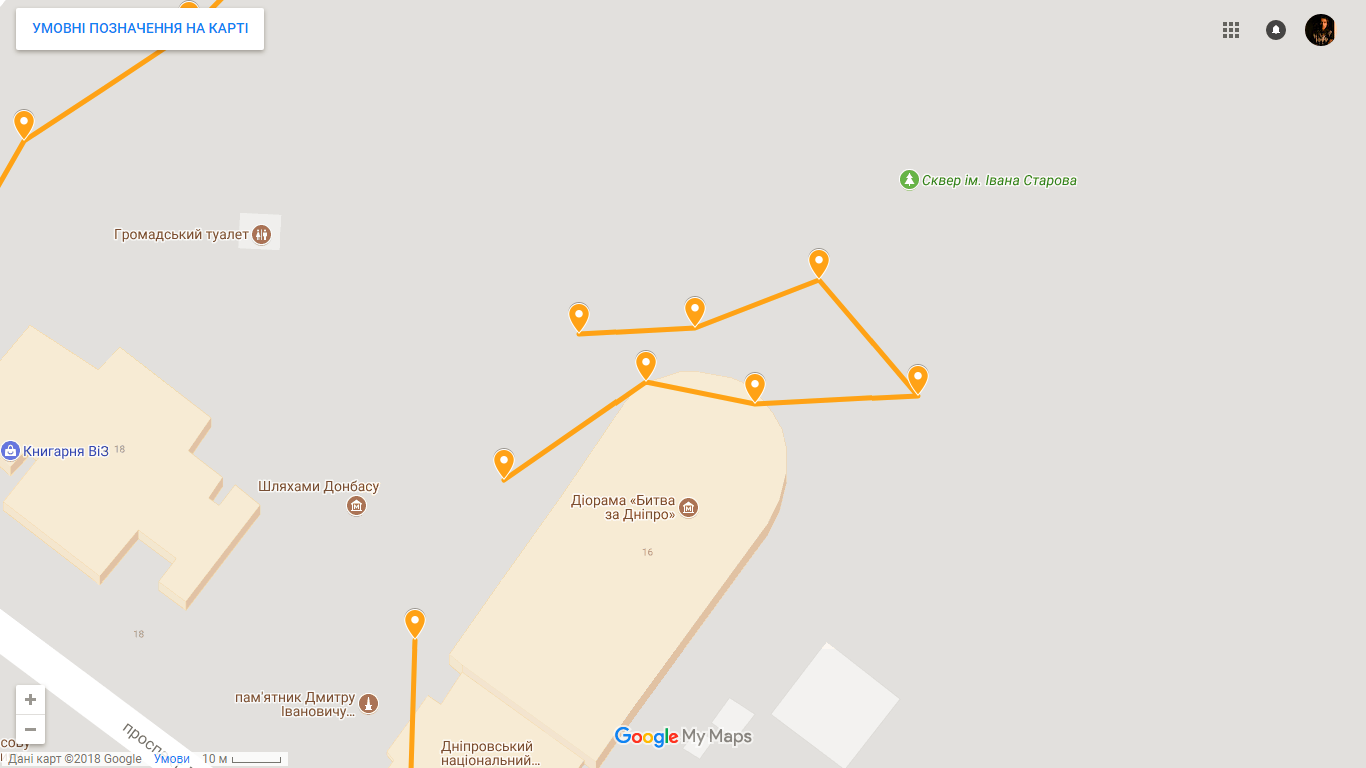 УМОВНІ ПОЗНАЧЕННЯ НА КАРТІ
Сквер ім. Івана Старова
Громадський туалет
Книгарня ВіЗ
18
Шляхами Донбасу
Діорама «Битва
за Дніпро»
16
18
пам'ятник Дмитру
Івановичу...
просп
Дніпровський
національний...
Google My Maps
Дані карт ©2018 Google
Умови
10 м